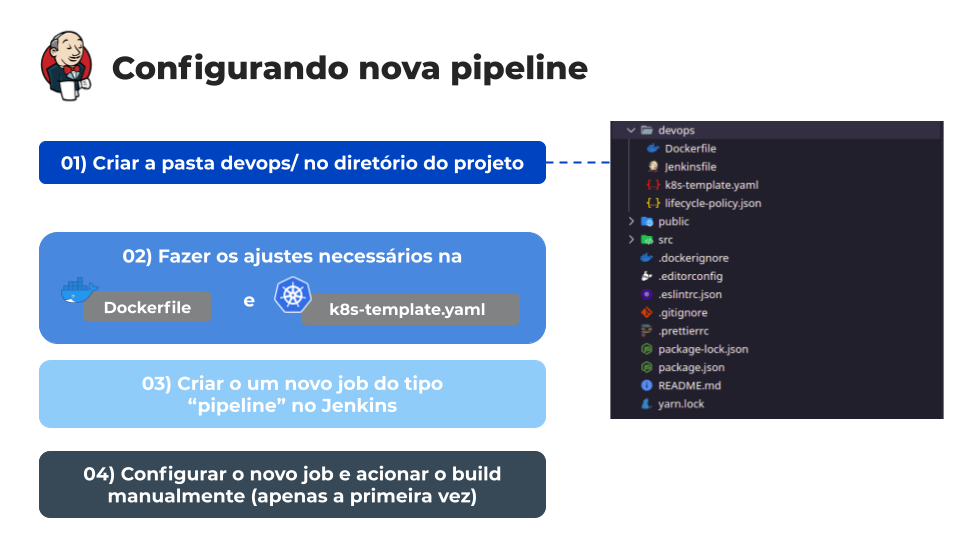 Configurando nova pipeline
01) Criar a pasta devops/ no diretório do projeto
02) Fazer os ajustes necessários na
Dockerfile
e
k8s-template.yaml
03) Criar o um novo job do tipo
“pipeline” no Jenkins
04) Configurar o novo job e acionar o build
manualmente (apenas a primeira vez)
devops
Dockerfile
Jenkinsfile
k8s-template.yaml
lifecycle-policy.json
public
src
.dockerignore
.editorconfig
.eslintrc.json
.gitignore
.prettierrc
package-lock.json
package.json
README.md
yarn.lock